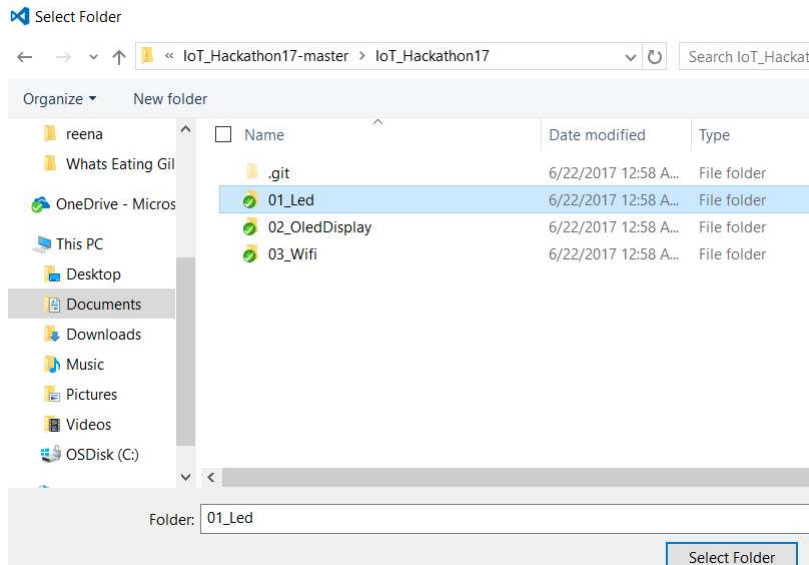 Select Folder
« IoT_Hackathon17-master > IoT_Hackathon17
Search IoT_Hackat
Organize
New folder
reena
Whats Eating Gil
OneDrive - Micros
This PC
Desktop
Documents
Downloads
Music
Pictures
Videos
OSDisk (C:)
Name Date modified Type
.git 6/22/2017 12:58 A... File folder
01_Led 6/22/2017 12:58 A... File folder
02_OledDisplay 6/22/2017 12:58 A... File folder
03_Wifi 6/22/2017 12:58 A... File folder
Folder: 01_Led
Select Folder